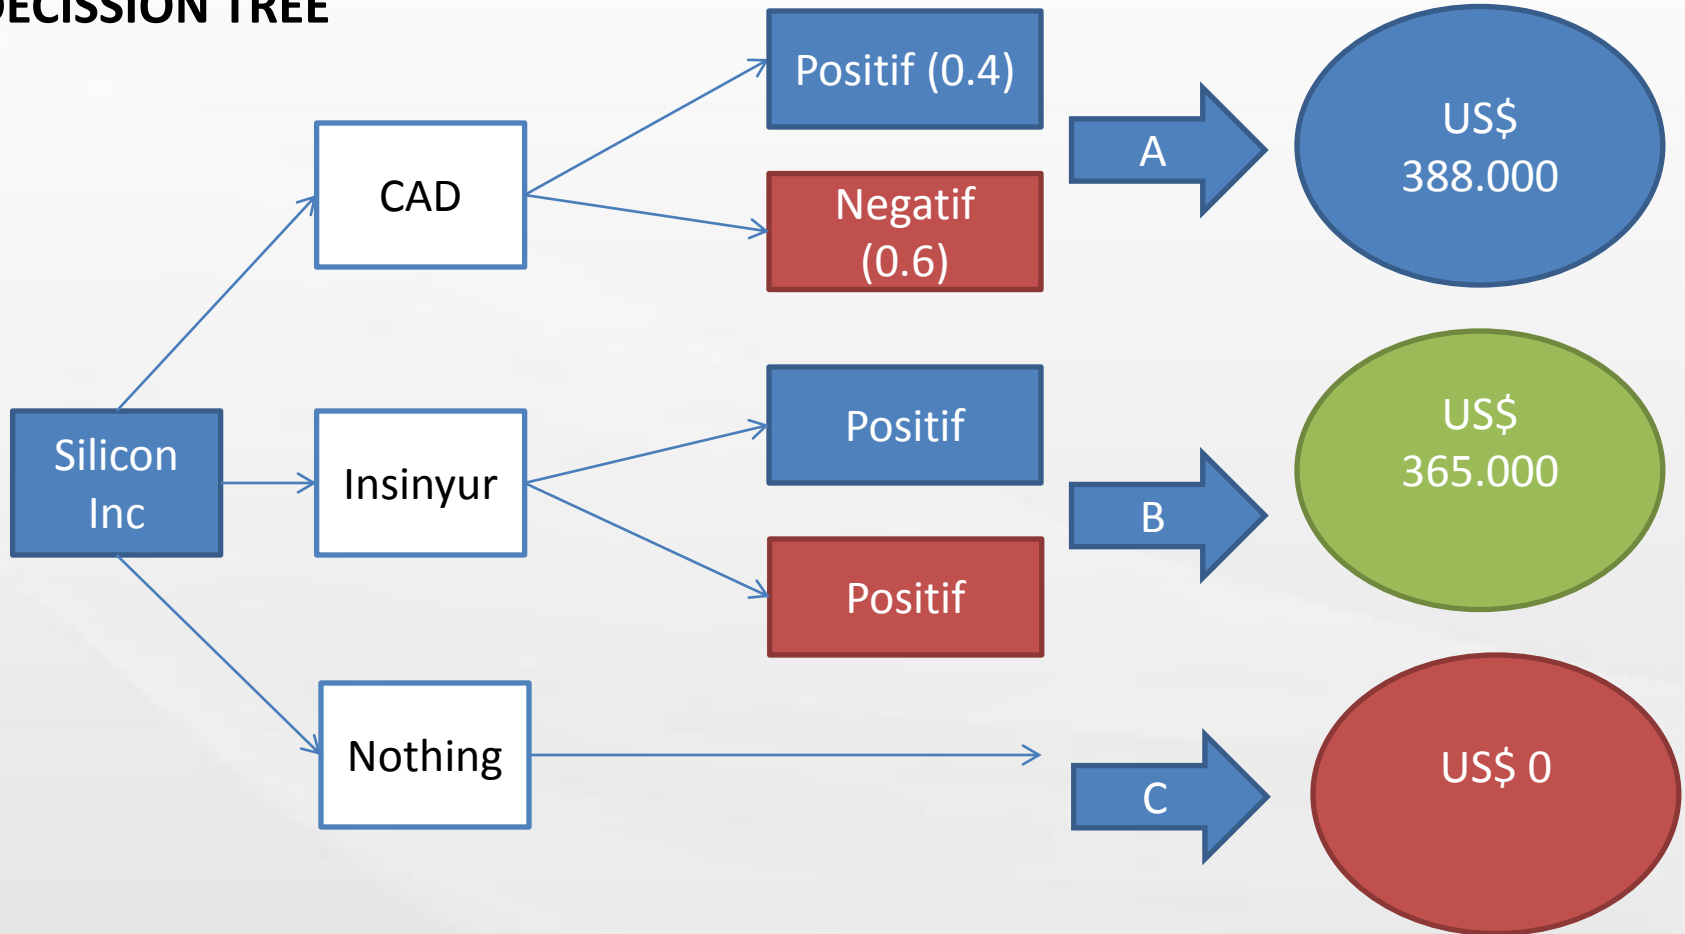 DECISSION TREE
Positif (0.4)
US$
388.000
A
CAD
Negatif
(0.6)
Silicon
Inc
Insinyur
Positif
US$
365.000
B
Positif
Nothing
C
US$ 0